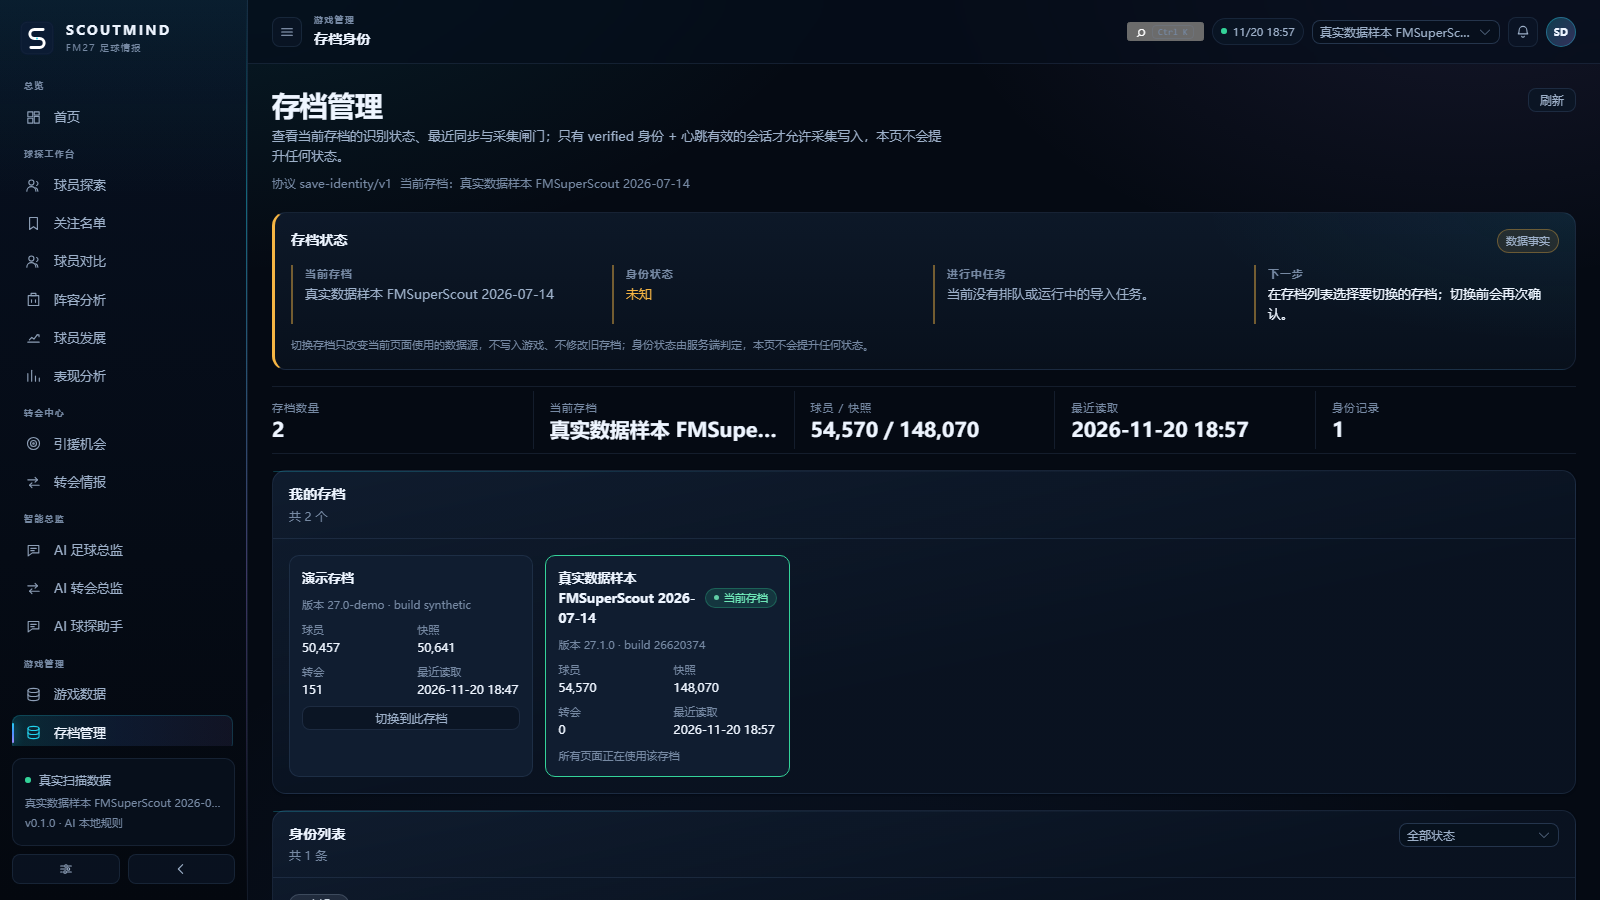 SCOUTMIND
FM27 足球情报
总览
首页
球探工作台
球员探索
关注名单
球员对比
阵容分析
球员发展
表现分析
转会中心
引援机会
转会情报
智能总监
AI 足球总监
AI 转会总监
AI 球探助手
游戏管理
游戏数据
存档管理
真实扫描数据
真实数据样本 FMSuperScout 2026-0...
v0.1.0 · AI 本地规则
游戏管理
存档身份
Ctrl K
11/20 18:57
真实数据样本 FMSuperSc...
SD
存档管理
刷新
查看当前存档的识别状态、最近同步与采集闸门；只有 verified 身份 + 心跳有效的会话才允许采集写入，本页不会提
升任何状态。
协议 save-identity/v1 当前存档：真实数据样本 FMSuperScout 2026-07-14
存档状态
数据事实
当前存档
真实数据样本 FMSuperScout 2026-07-14
身份状态
未知
进行中任务
当前没有排队或运行中的导入任务。
下一步
在存档列表选择要切换的存档；切换前会再次确
认。
切换存档只改变当前页面使用的数据源，不写入游戏、不修改旧存档；身份状态由服务端判定，本页不会提升任何状态。
存档数量
2
当前存档
真实数据样本 FMSupe...
球员 / 快照
54,570 / 148,070
最近读取
2026-11-20 18:57
身份记录
1
我的存档
共 2 个
演示存档
版本 27.0-demo · build synthetic
球员
50,457
快照
50,641
转会
151
最近读取
2026-11-20 18:47
切换到此存档
真实数据样本
FMSuperScout 2026-
07-14
当前存档
版本 27.1.0 · build 26620374
球员
54,570
快照
148,070
转会
0
最近读取
2026-11-20 18:57
所有页面正在使用该存档
身份列表
共 1 条
全部状态